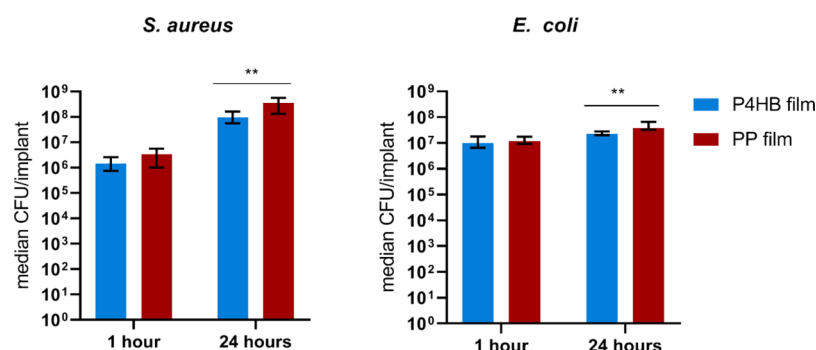 S. aureus
median CFU/implant
10⁹
10⁸
10⁷
10⁶
10⁵
10⁴
10³
10²
10¹
10⁰
**
1 hour
24 hours
E. coli
median CFU/implant
10⁹
10⁸
10⁷
10⁶
10⁵
10⁴
10³
10²
10¹
10⁰
**
1 hour
24 hours
P4HB film
PP film